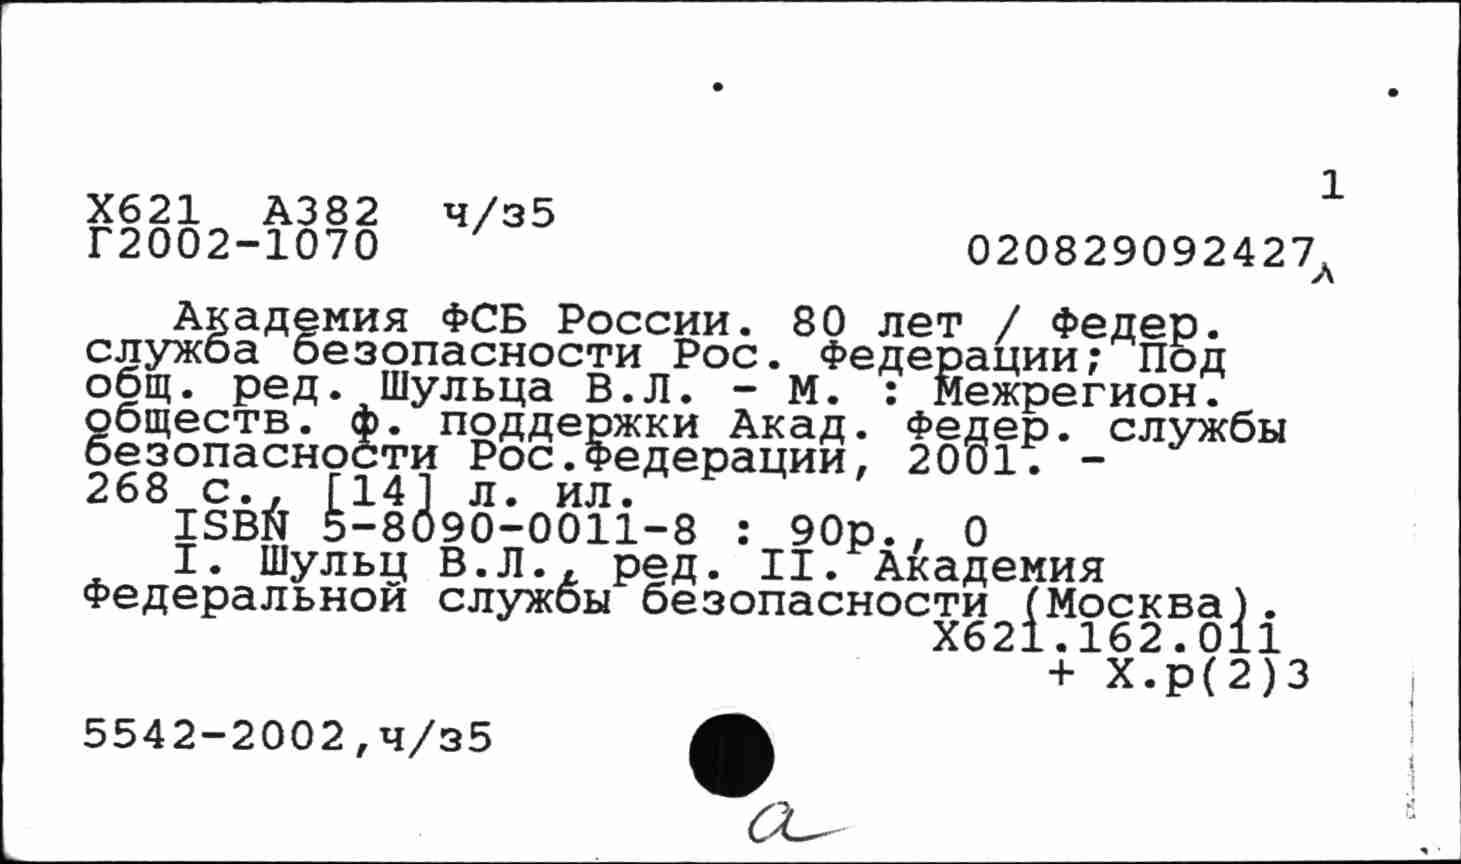 1
Х621 А382 ч/з5
Г2002-1070
020829092427л
Академия ФСБ России. 80 лет / Федер.
служба безопасности Рос. Федерации; Под
общ. ред. Шульца В.Л. - М. : Межрегион.
обществ. ф. поддержки Акад. Федер. службы
безопасности Рос.Федерации, 2001. -
268 с., [14] л. ил.
ISBN 5-8090-0011-8 : 90р., 0
I. Шульц В.Л., ред. II. Академия
Федеральной службы безопасности (Москва).
Х621.162.011
+ Х.р(2)3
5542-2002,ч/з5
а